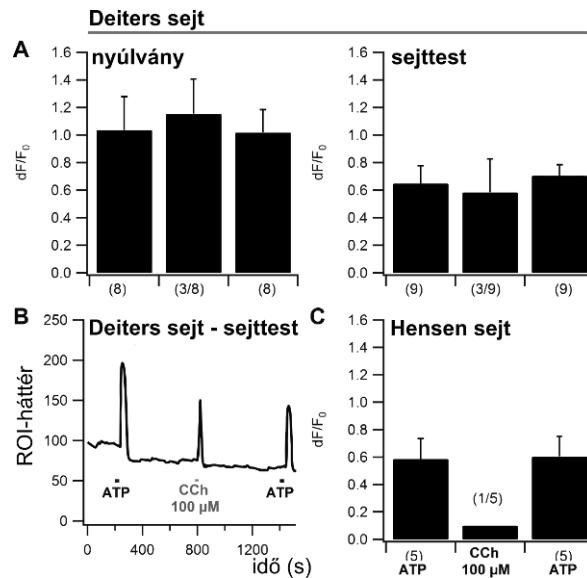 Deiters sejt
A
nyúlvány
sejttest
dF/F0
1.6
1.4
1.2
1.0
0.8
0.6
0.4
0.2
0.0
(8)
(3/8)
(8)
dF/F0
1.6
1.4
1.2
1.0
0.8
0.6
0.4
0.2
0.0
(9)
(3/9)
(9)
B
Deiters sejt - sejttest
ROI-háttér
250
200
150
100
50
0
ATP
CCh
100 µM
ATP
0
400
800
1200
idő (s)
C
Hensen sejt
dF/F0
1.6
1.4
1.2
1.0
0.8
0.6
0.4
0.2
0.0
(1/5)
(5)
ATP
CCh
100 µM
(5)
ATP